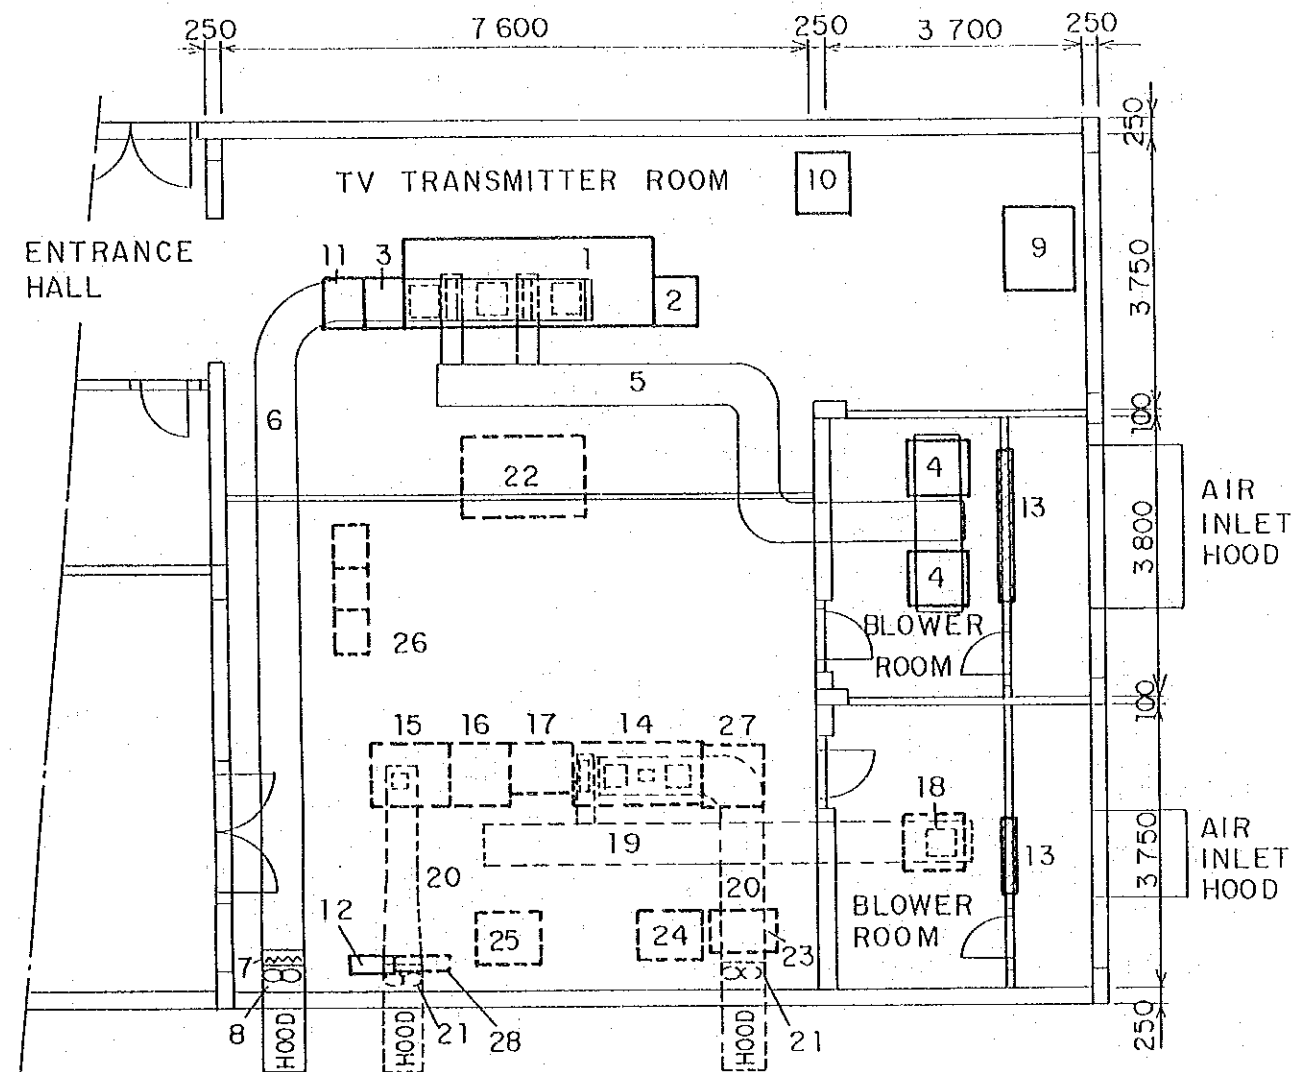 250
7 600
250
3 700
250
250
TV TRANSMITTER ROOM
10
9
ENTRANCE
HALL
11
3
1
2
3 750
5
6
100
22
4
13
AIR
INLET
HOOD
3 800
4
26
BLOWER
ROOM
100
15
16
17
14
27
18
19
13
AIR
INLET
HOOD
3 750
20
20
12
25
24
23
BLOWER
ROOM
7
8
HOOD
HOOD
21
28
HOOD
21
250